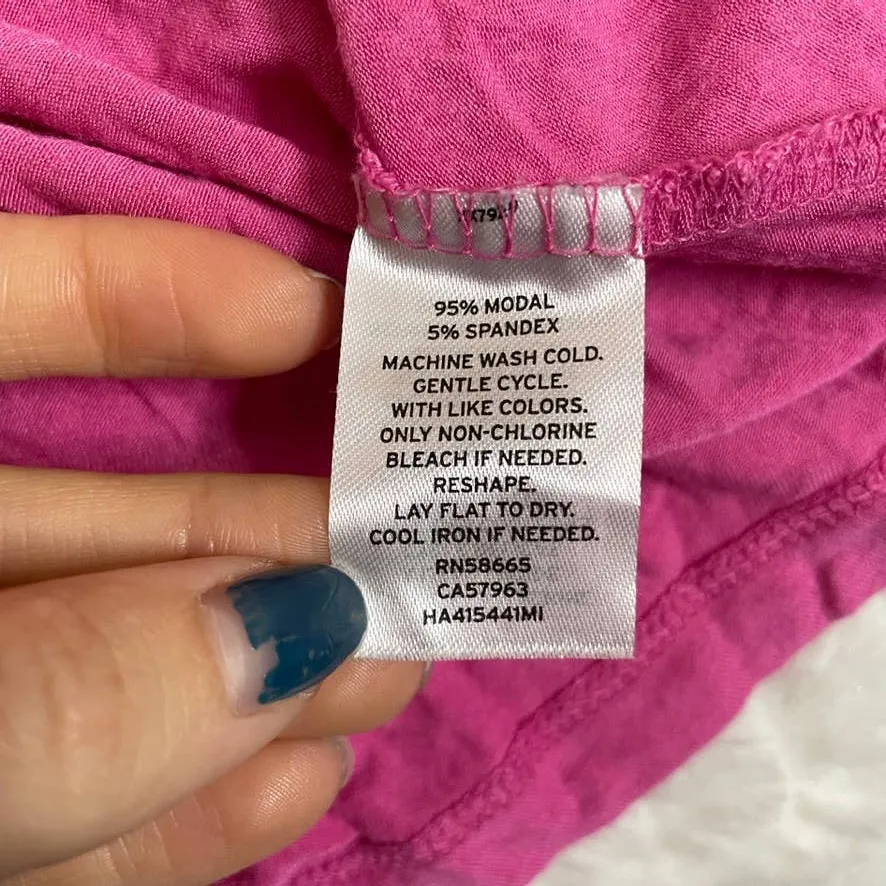 95% MODAL
5% SPANDEX
MACHINE WASH COLD.
GENTLE CYCLE.
WITH LIKE COLORS.
ONLY NON-CHLORINE
BLEACH IF NEEDED.
RESHAPE.
LAY FLAT TO DRY.
COOL IRON IF NEEDED.
RN58665
CA57963
HA415441MI